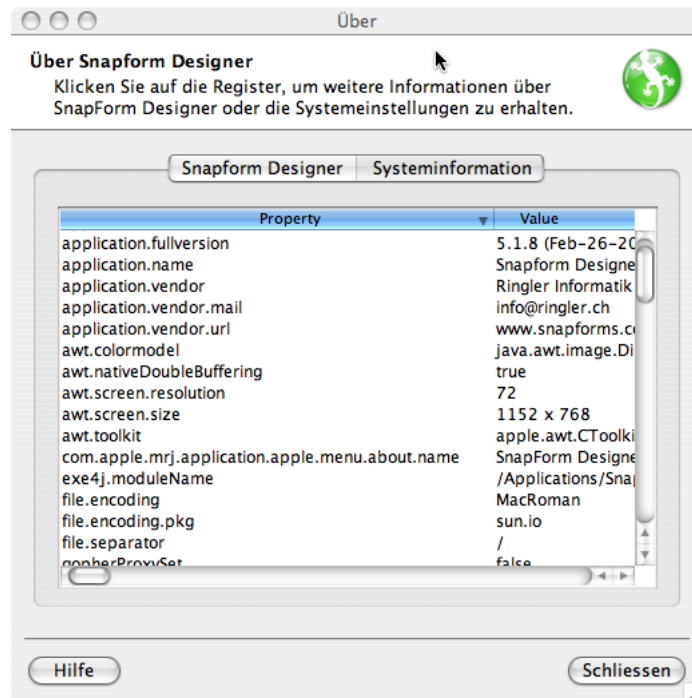 Über
Über Snapform Designer
Klicken Sie auf die Register, um weitere Informationen über
SnapForm Designer oder die Systemeinstellungen zu erhalten.
Snapform Designer Systeminformation
Property Value
application.fullversion 5.1.8 (Feb-26-20
application.name Snapform Designe
application.vendor Ringler Informatik
application.vendor.mail info@ringler.ch
application.vendor.url www.snapforms.co
awt.colormodel java.awt.image.Di
awt.nativeDoubleBuffering true
awt.screen.resolution 72
awt.screen.size 1152 x 768
awt.toolkit apple.awt.CToolki
com.apple.mrj.application.apple.menu.about.name SnapForm Designe
exe4j.moduleName /Applications/Snap
file.encoding MacRoman
file.encoding.pkg sun.io
file.separator /
gopherProxySet false
Hilfe Schliessen